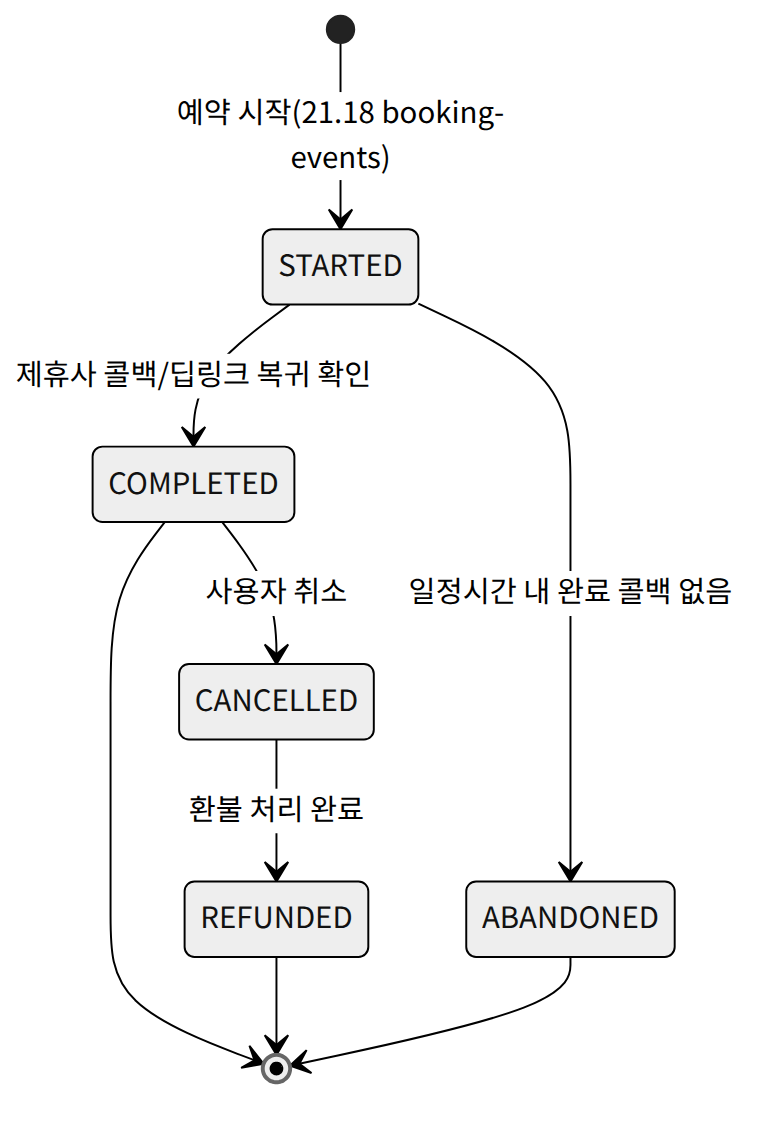 예약 시작(21.18 booking-
events)
STARTED
제휴사 콜백/딥링크 복귀 확인
COMPLETED
사용자 취소
일정시간 내 완료 콜백 없음
CANCELLED
환불 처리 완료
REFUNDED
ABANDONED